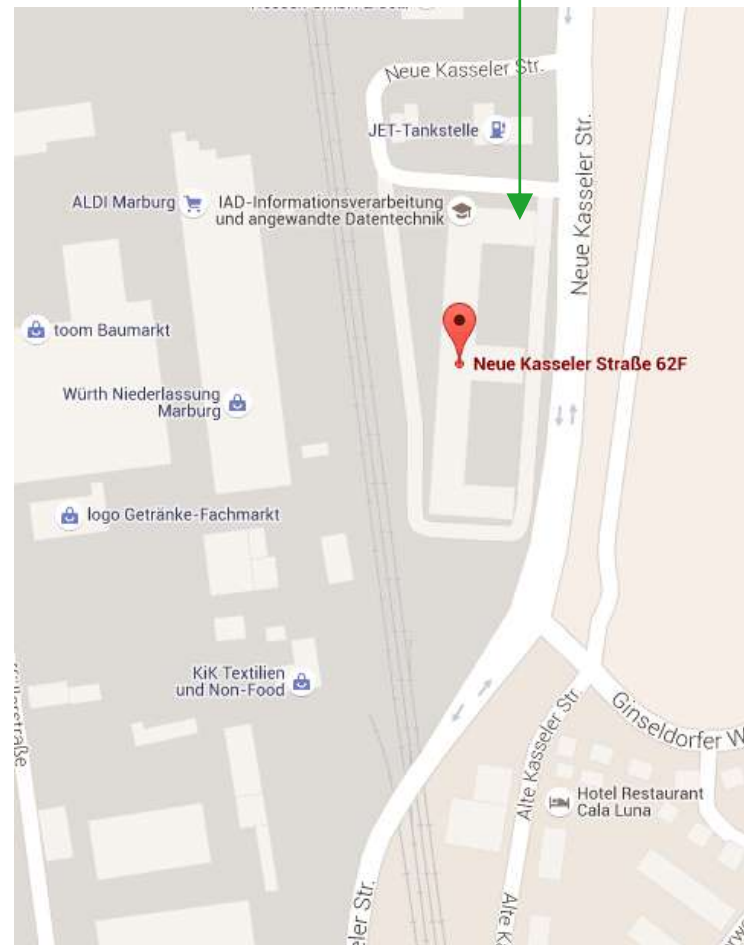 Neue Kasseler Str.
JET-Tankstelle
Neue Kasseler Str.
ALDI Marburg
IAD-Informationsverarbeitung
und angewandte Datentechnik
toom Baumarkt
Neue Kasseler Straße 62F
Würth Niederlassung
Marburg
logo Getränke-Fachmarkt
KiK Textilien
und Non-Food
Alte Kasseler Str.
Ginseldorfer W
Hotel Restaurant
Cala Luna
eler Str.
Alte K